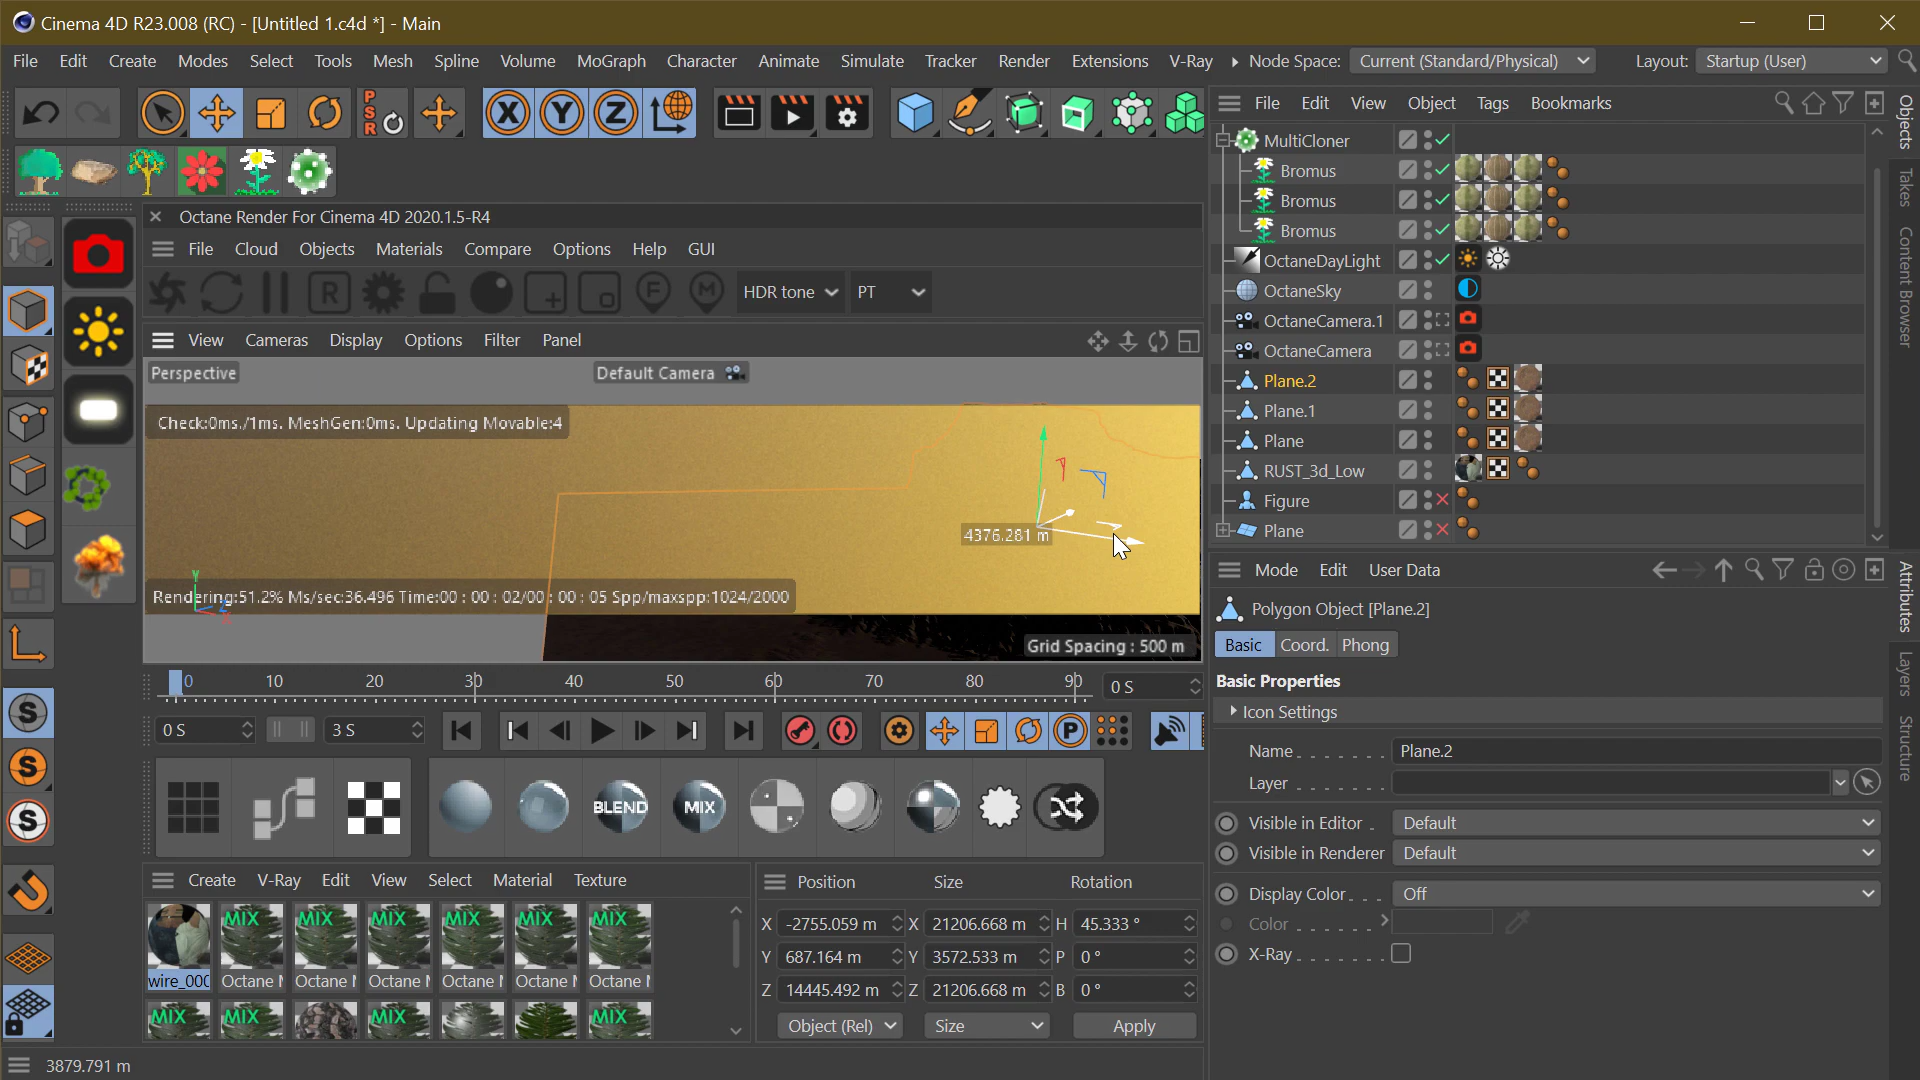 Cinema 4D R23.008 (RC) - [Untitled 1.c4d *] - Main
File Edit Create Modes Select Tools Mesh Spline Volume MoGraph Character Animate Simulate Tracker Render Extensions V-Ray Node Space: Current (Standard/Physical) Layout: Startup (User)
PSR
X Y Z
File Edit View Object Tags Bookmarks
Objects
Takes
Content Browser
MultiCloner
Bromus
Bromus
Bromus
OctaneDayLight
OctaneSky
OctaneCamera.1
OctaneCamera
Plane.2
Plane.1
Plane
RUST_3d_Low
Figure
Plane
Octane Render For Cinema 4D 2020.1.5-R4
File Cloud Objects Materials Compare Options Help GUI
R F M HDR tone PT
View Cameras Display Options Filter Panel
Perspective Default Camera
Check:0ms./1ms. MeshGen:0ms. Updating Movable:4
4376.281 m
Rendering:51.2% Ms/sec:36.496 Time:00 : 00 : 02/00 : 00 : 05 Spp/maxspp:1024/2000
Y
Z
X
Grid Spacing : 500 m
0 10 20 30 40 50 60 70 80 90 0 S
0 S 3 S P
BLEND MIX
Create V-Ray Edit View Select Material Texture
MIX MIX MIX MIX MIX MIX
wire_000 Octane Octane Octane Octane Octane Octane
MIX MIX MIX MIX
Position Size Rotation
X -2755.059 m X 21206.668 m H 45.333 °
Y 687.164 m Y 3572.533 m P 0 °
Z 14445.492 m Z 21206.668 m B 0 °
Object (Rel) Size Apply
3879.791 m
Mode Edit User Data
Attributes
Layers
Structure
Polygon Object [Plane.2]
Basic Coord. Phong
Basic Properties
Icon Settings
Name . . . . . . . . Plane.2
Layer . . . . . . . .
Visible in Editor . Default
Visible in Renderer Default
Display Color . . . Off
Color . . . . . . . .
X-Ray . . . . . . . .